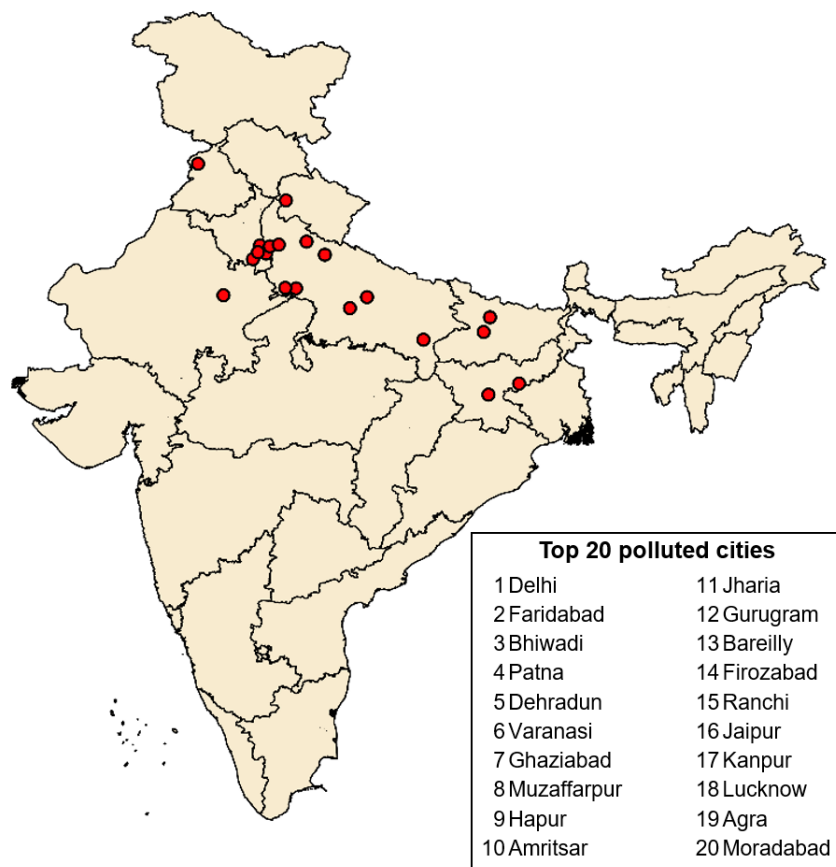 Top 20 polluted cities
1 Delhi
2 Faridabad
3 Bhiwadi
4 Patna
5 Dehradun
6 Varanasi
7 Ghaziabad
8 Muzaffarpur
9 Hapur
10 Amritsar
11 Jharia
12 Gurugram
13 Bareilly
14 Firozabad
15 Ranchi
16 Jaipur
17 Kanpur
18 Lucknow
19 Agra
20 Moradabad